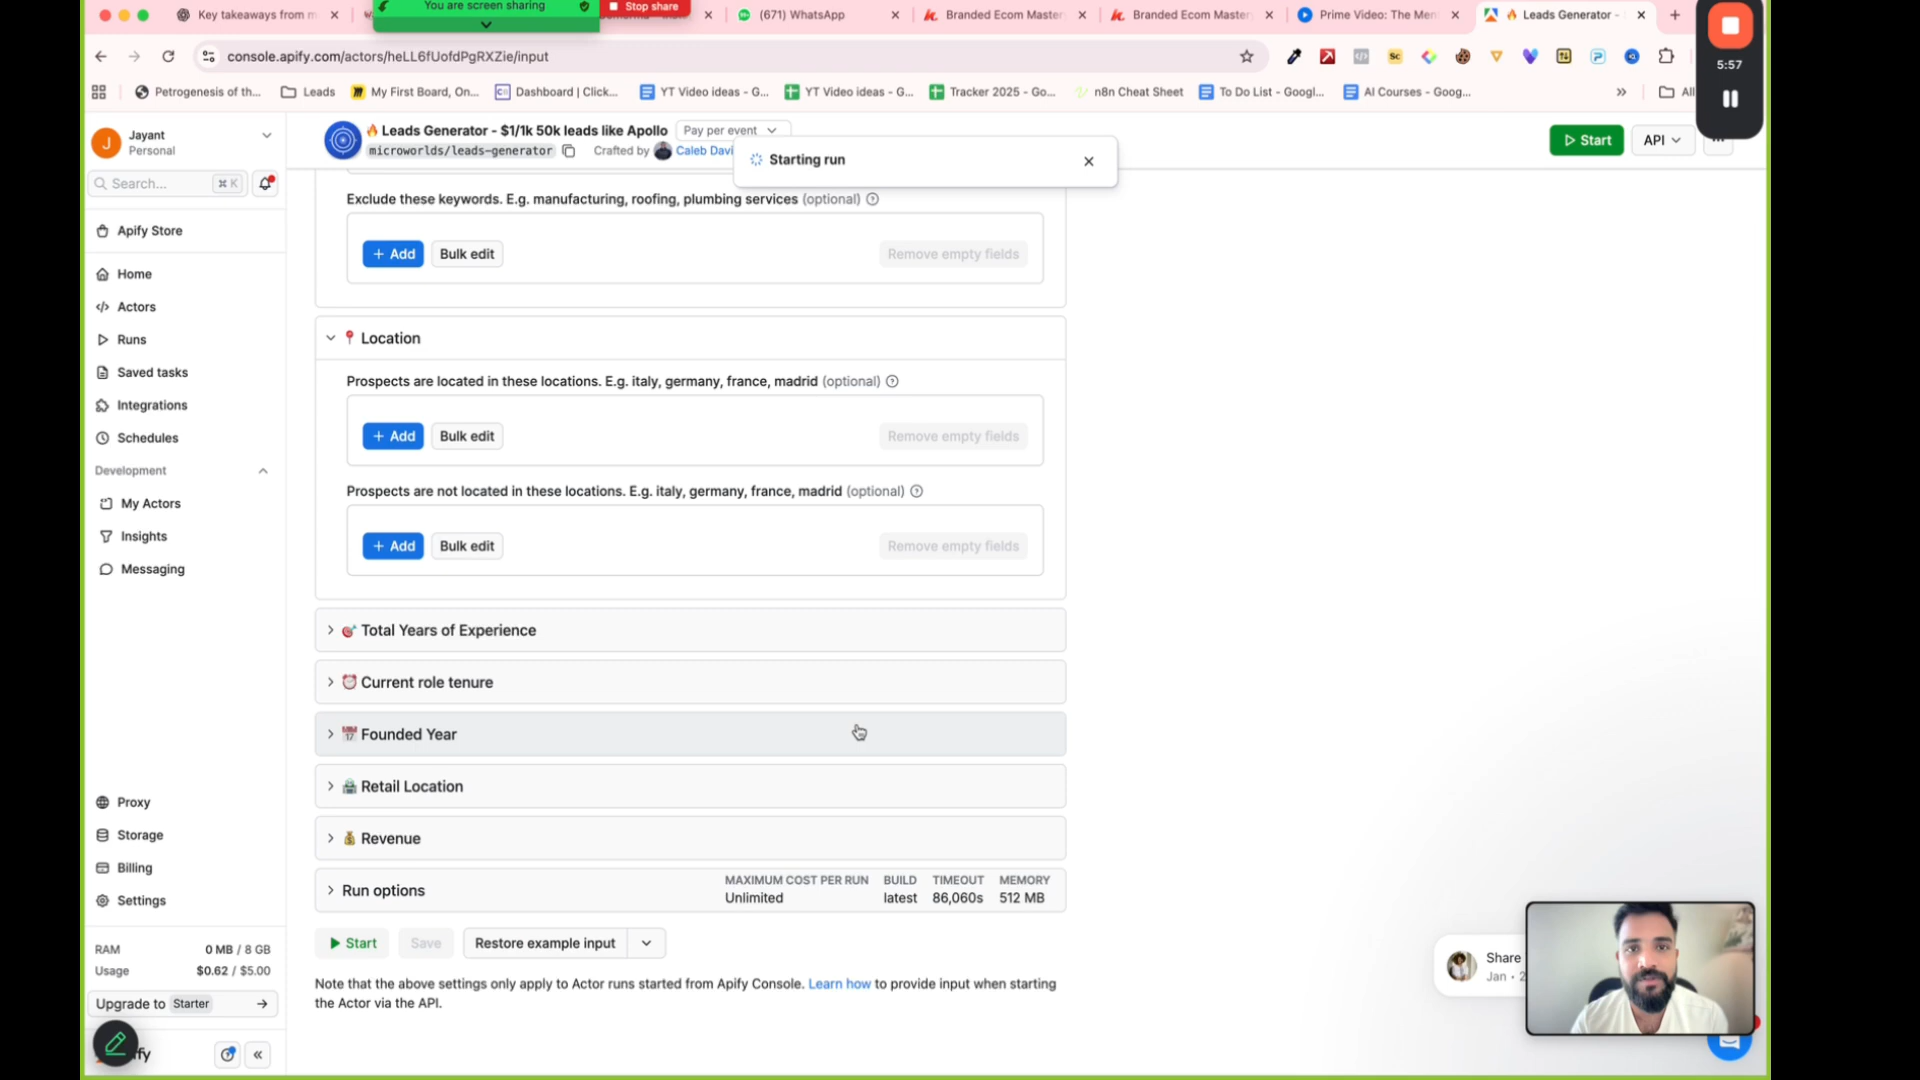 Key takeaways from m
You are screen sharing
Stop share
(671) WhatsApp
Branded Ecom Master
Branded Ecom Master
Prime Video: The Men
Leads Generator -
console.apify.com/actors/heLL6fUofdPgRXZie/input
5:57
Petrogenesis of th...
Leads
My First Board, On...
Dashboard | Click...
YT Video ideas - G...
YT Video ideas - G...
Tracker 2025 - Go...
n8n Cheat Sheet
To Do List - Googl...
AI Courses - Goog...
»
All
J
Jayant
Personal
Leads Generator - $1/1k 50k leads like Apollo
Pay per event
microworlds/leads-generator
Crafted by
Caleb Davi
Starting run
Start
API
Search...
⌘ K
Apify Store
Home
Actors
Runs
Saved tasks
Integrations
Schedules
Development
My Actors
Insights
Messaging
Proxy
Storage
Billing
Settings
RAM
0 MB / 8 GB
Usage
$0.62 / $5.00
Upgrade to Starter
fy
Exclude these keywords. E.g. manufacturing, roofing, plumbing services (optional)
+ Add
Bulk edit
Remove empty fields
Location
Prospects are located in these locations. E.g. italy, germany, france, madrid (optional)
+ Add
Bulk edit
Remove empty fields
Prospects are not located in these locations. E.g. italy, germany, france, madrid (optional)
+ Add
Bulk edit
Remove empty fields
Total Years of Experience
Current role tenure
Founded Year
Retail Location
Revenue
Run options
MAXIMUM COST PER RUN
Unlimited
BUILD
latest
TIMEOUT
86,060s
MEMORY
512 MB
Start
Save
Restore example input
Note that the above settings only apply to Actor runs started from Apify Console. Learn how to provide input when starting
the Actor via the API.
Share
Jan • 2